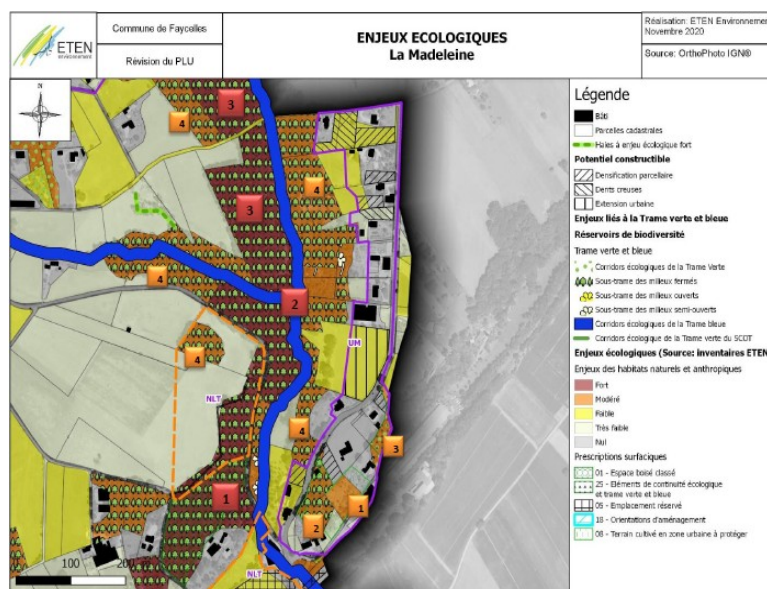 ETEN
environnement
Commune de Faycelles
Révision du PLU
ENJEUX ECOLOGIQUES
La Madeleine
Réalisation: ETEN Environnemen
Novembre 2020
Source: OrthoPhoto IGN®
N
3
4
3
4
4
2
4
UM
NLT
4
3
1
1
2
NLT
100
200
Légende
Bâti
Parcelles cadastrales
Haies à enjeu écologique fort
Potentiel constructible
Densification parcellaire
Dents creuses
Extension urbaine
Enjeux liés à la Trame verte et bleue
Réservoirs de biodiversité
Trame verte et bleue
Corridors écologiques de la Trame Verte
Sous-trame des milieux fermés
Sous-trame des milieux ouverts
Sous-trame des milieux semi-ouverts
Corridors écologiques de la Trame bleue
Corridors écologique de la Trame verte du SCOT
Enjeux écologiques (Source: inventaires ETEN
Enjeux des habitats naturels et anthropiques
Fort
Modéré
Faible
Très faible
Nul
Prescriptions surfaciques
01 - Espace boisé classé
25 - Eléments de continuité écologique
et trame verte et bleue
05 - Emplacement réservé
18 - Orientations d'aménagement
08 - Terrain cultivé en zone urbaine à protéger